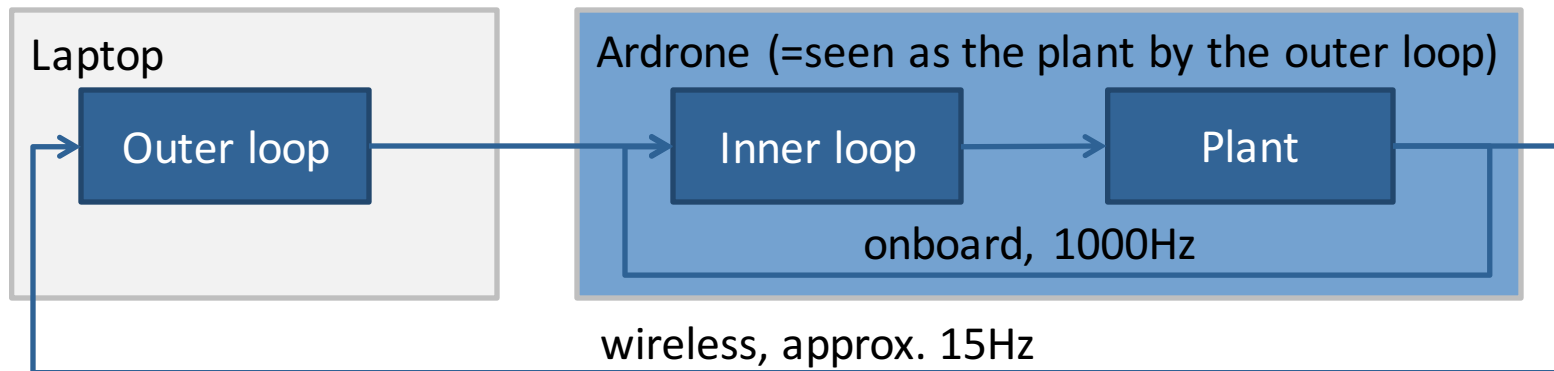 Laptop
Ardrone (=seen as the plant by the outer loop)
Outer loop
Inner loop
Plant
onboard, 1000Hz
wireless, approx. 15Hz